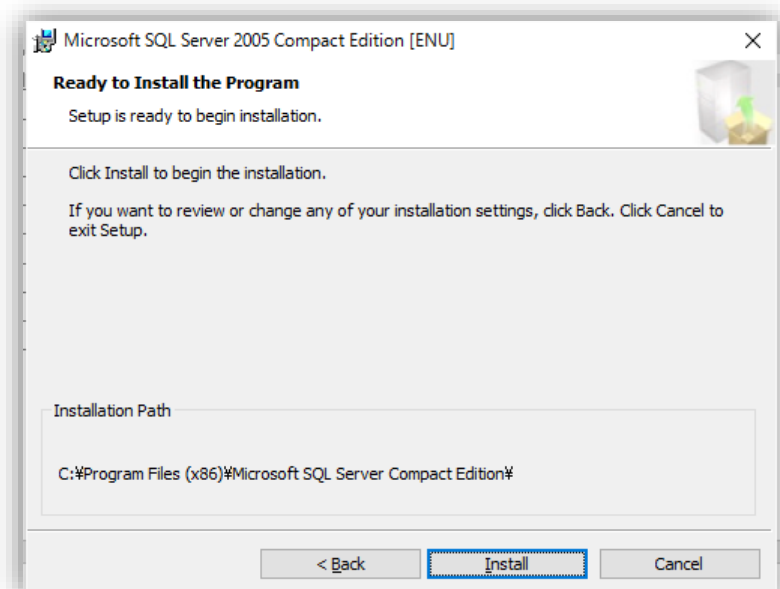 Microsoft SQL Server 2005 Compact Edition [ENU]
Ready to Install the Program
Setup is ready to begin installation.
Click Install to begin the installation.
If you want to review or change any of your installation settings, click Back. Click Cancel to
exit Setup.
Installation Path
C:¥Program Files (x86)¥Microsoft SQL Server Compact Edition¥
< Back
Install
Cancel